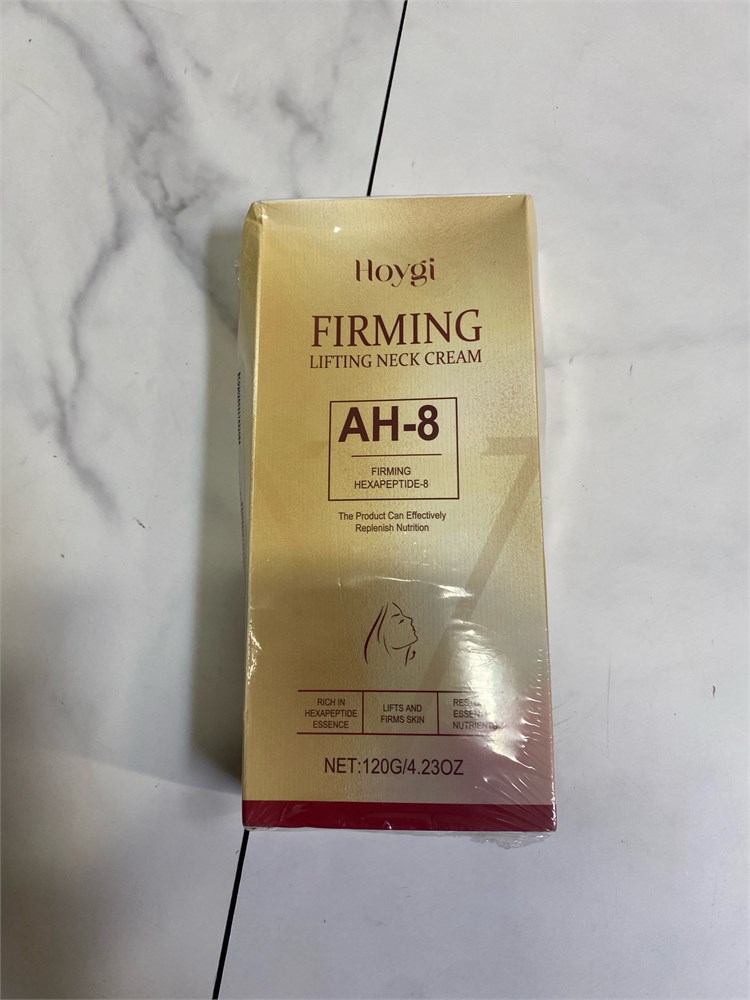 Hoygi
FIRMING
LIFTING NECK CREAM
AH-8
FIRMING
HEXAPEPTIDE-8
The Product Can Effectively
Replenish Nutrition
RICH IN
HEXAPEPTIDE
ESSENCE
LIFTS AND
FIRMS SKIN
NUTRIENTS
NET:120G/4.23OZ